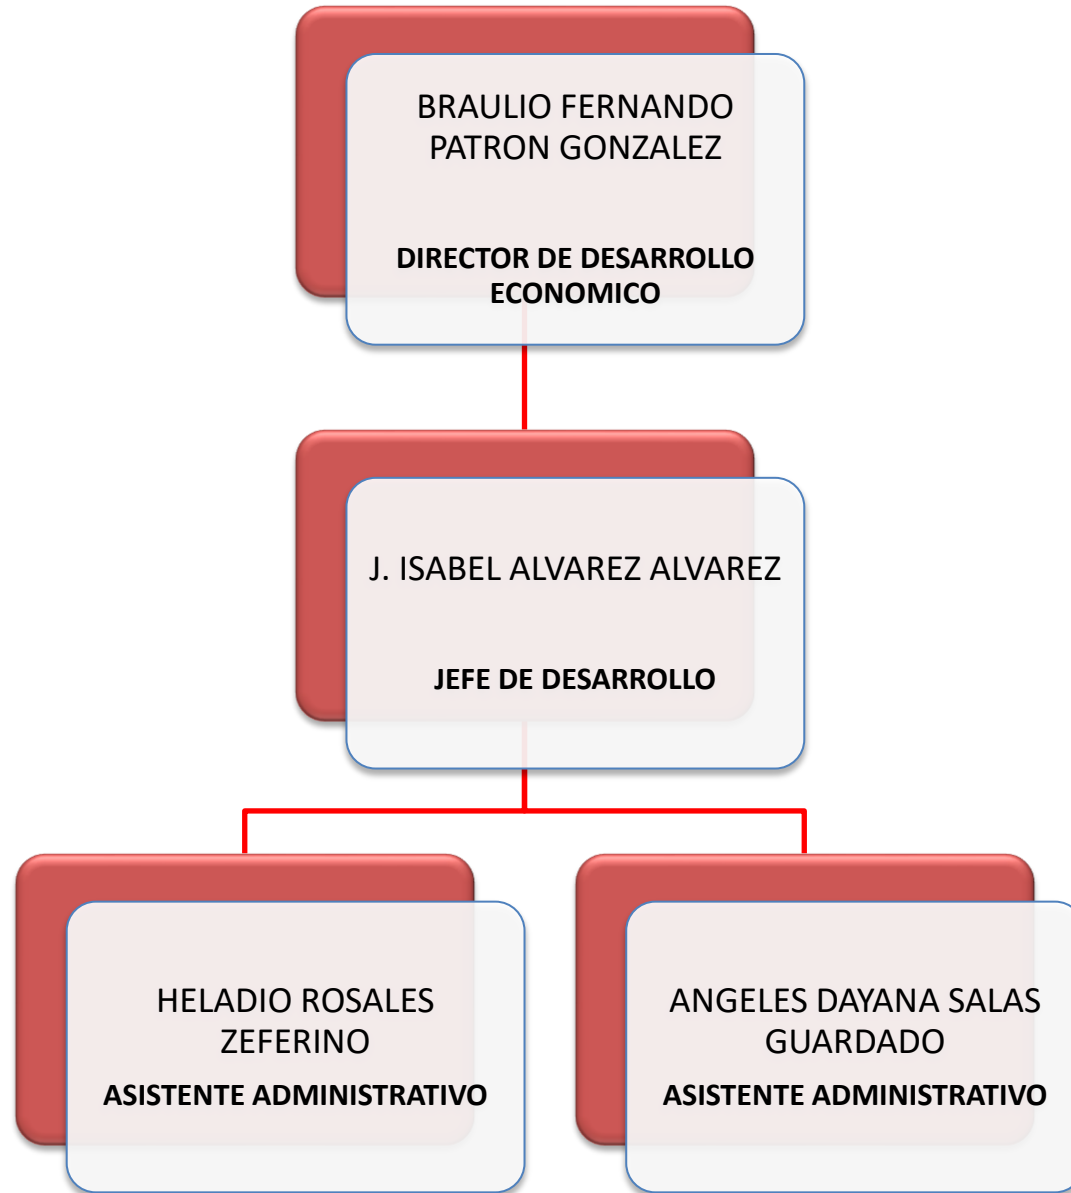 BRAULIO FERNANDO
PATRON GONZALEZ
DIRECTOR DE DESARROLLO
ECONOMICO
J. ISABEL ALVAREZ ALVAREZ
JEFE DE DESARROLLO
HELADIO ROSALES
ZEFERINO
ASISTENTE ADMINISTRATIVO
ANGELES DAYANA SALAS
GUARDADO
ASISTENTE ADMINISTRATIVO